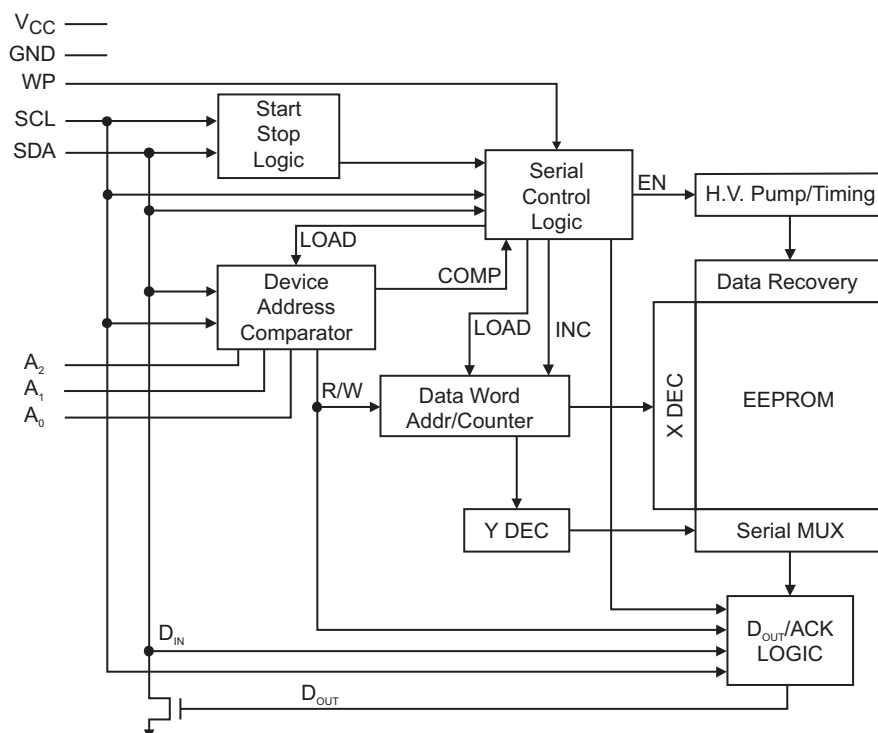 VCC
GND
WP
SCL
SDA
Start
Stop
Logic
Serial
Control
Logic
EN
H.V. Pump/Timing
LOAD
COMP
Device
Address
Comparator
LOAD
INC
Data Recovery
A2
A1
A0
R/W
Data Word
Addr/Counter
X DEC
EEPROM
Y DEC
Serial MUX
DIN
DOUT/ACK
LOGIC
DOUT